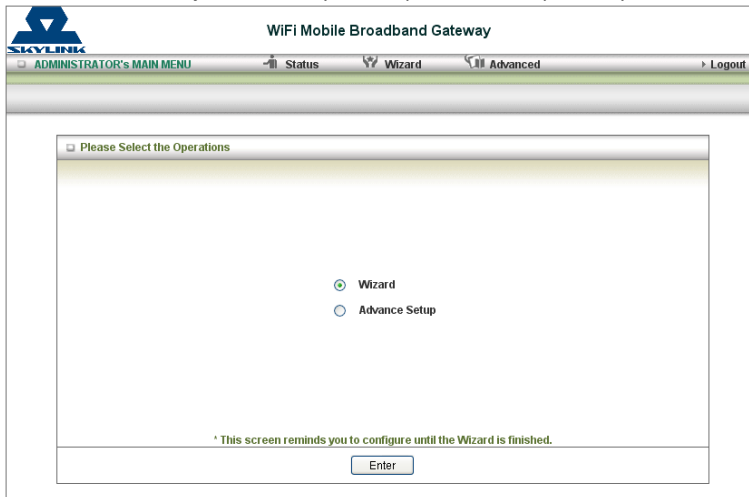 WiFi Mobile Broadband Gateway
SKYLINK
ADMINISTRATOR's MAIN MENU Status Wizard Advanced Logout
Please Select the Operations
Wizard
Advance Setup
* This screen reminds you to configure until the Wizard is finished.
Enter